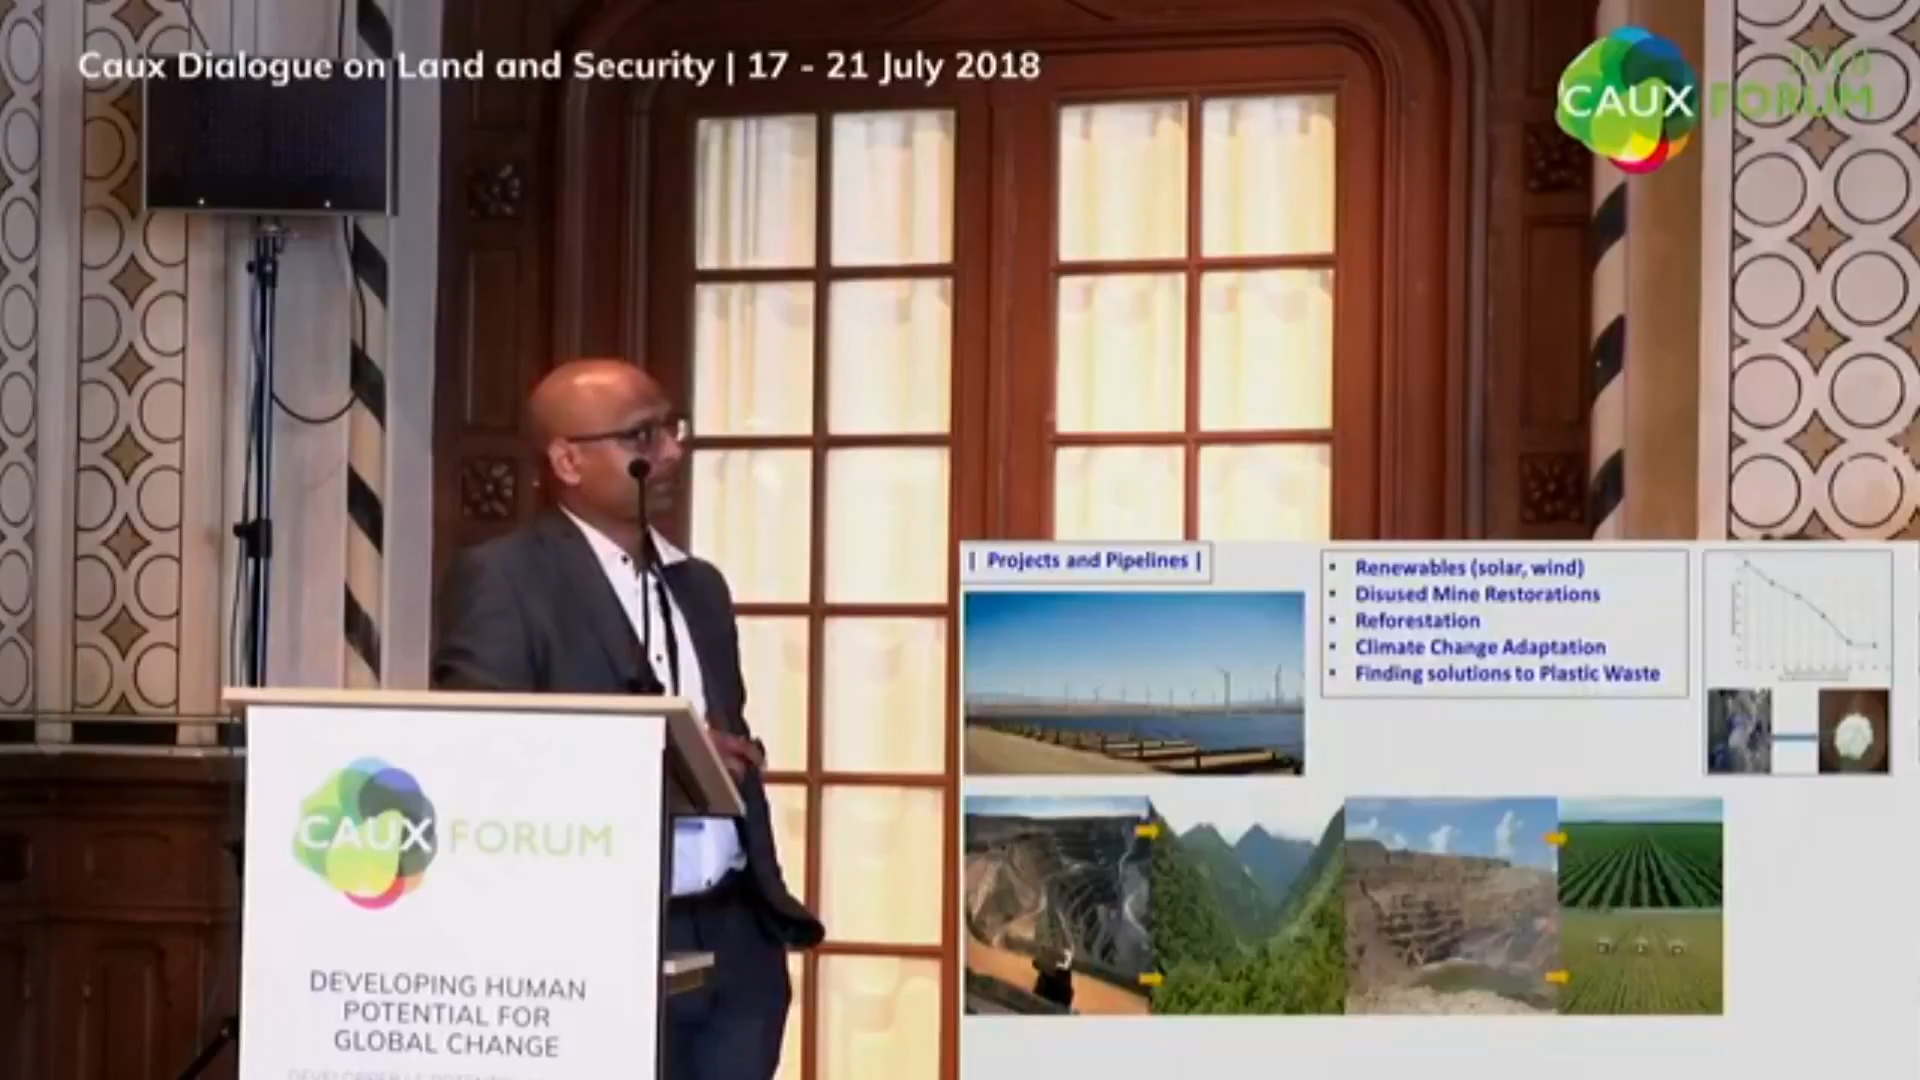 Caux Dialogue on Land and Security | 17 - 21 July 2018
2018
CAUX FORUM
| Projects and Pipelines |
• Renewables (solar, wind)
• Disused Mine Restorations
• Reforestation
• Climate Change Adaptation
• Finding solutions to Plastic Waste
CAUX FORUM
DEVELOPING HUMAN
POTENTIAL FOR
GLOBAL CHANGE